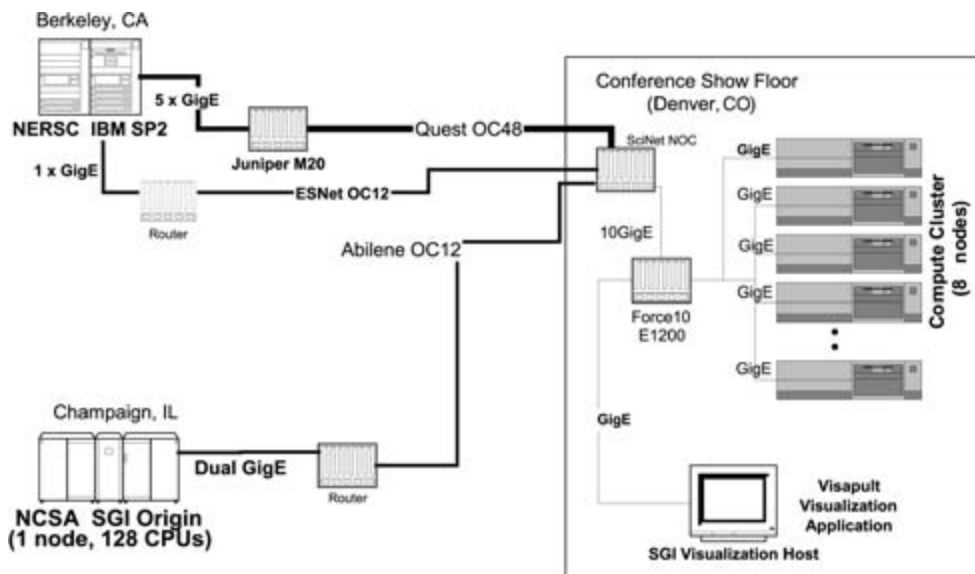 Berkeley, CA
5 x GigE
NERSC IBM SP2
1 x GigE
Juniper M20
Quest OC48
ESNet OC12
Router
Abilene OC12
Champaign, IL
Dual GigE
Router
NCSA SGI Origin
(1 node, 128 CPUs)
Conference Show Floor
(Denver, CO)
SciNet NOC
10GigE
Force10
E1200
GigE
GigE
GigE
GigE
GigE
Compute Cluster
(8 nodes)
GigE
Visapult
Visualization
Application
SGI Visualization Host